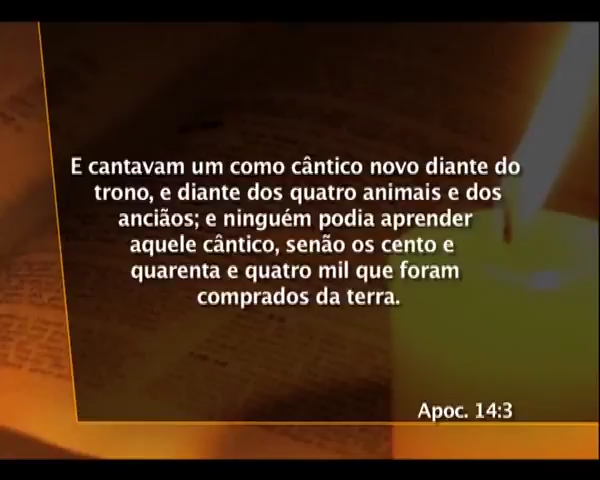 E cantavam um como cântico novo diante do
trono, e diante dos quatro animais e dos
anciãos; e ninguém podia aprender
aquele cântico, senão os cento e
quarenta e quatro mil que foram
comprados da terra.
Apoc. 14:3